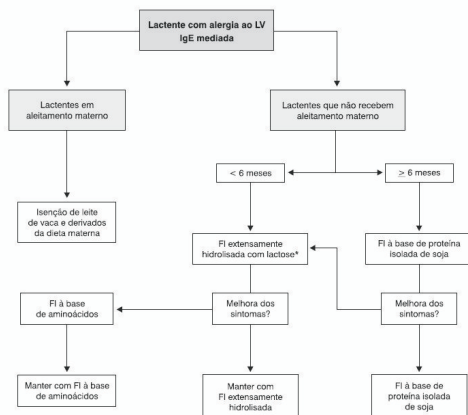 Lactente com alergia ao LV
IgE mediada
Lactentes em
aleitamento materno
Lactentes que não recebem
aleitamento materno
< 6 meses
≥ 6 meses
Isenção de leite
de vaca e derivados
da dieta materna
FI extensamente
hidrolisada com lactose*
FI à base de proteína
isolada de soja
FI à base
de aminoácidos
Melhora dos
sintomas?
Melhora dos
sintomas?
Manter com FI à base
de aminoácidos
Manter com
FI extensamente
hidrolisada
FI à base de
proteína isolada
de soja